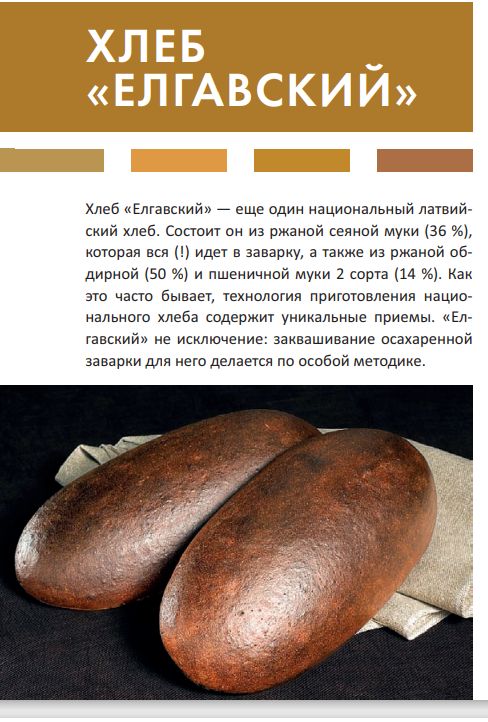 ХЛЕБ
«ЕЛГАВСКИЙ»
Хлеб «Елгавский» — еще один национальный латвий-
ский хлеб. Состоит он из ржаной сеяной муки (36 %),
которая вся (!) идет в заварку, а также из ржаной об-
дирной (50 %) и пшеничной муки 2 сорта (14 %). Как
это часто бывает, технология приготовления нацио-
нального хлеба содержит уникальные приемы. «Ел-
гавский» не исключение: заквашивание осахаренной
заварки для него делается по особой методике.